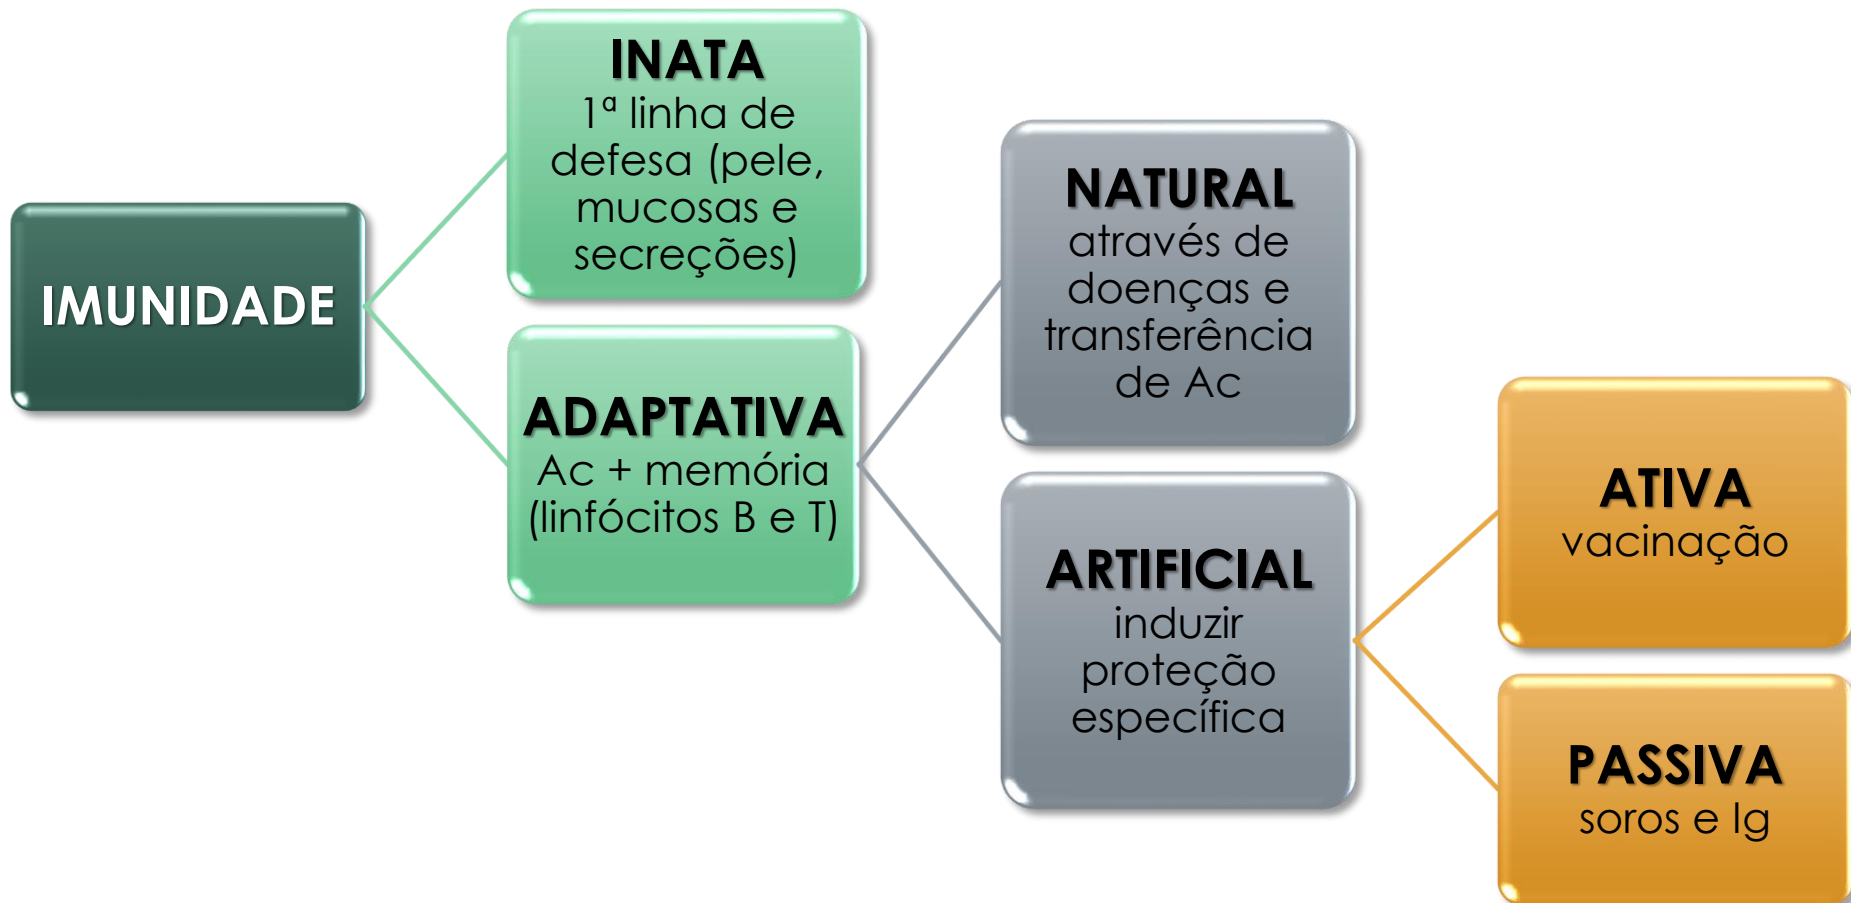 IMUNIDADE
INATA
1ª linha de
defesa (pele,
mucosas e
secreções)
ADAPTATIVA
Ac + memória
(linfócitos B e T)
NATURAL
através de
doenças e
transferência
de Ac
ARTIFICIAL
induzir
proteção
específica
ATIVA
vacinação
PASSIVA
soros e Ig